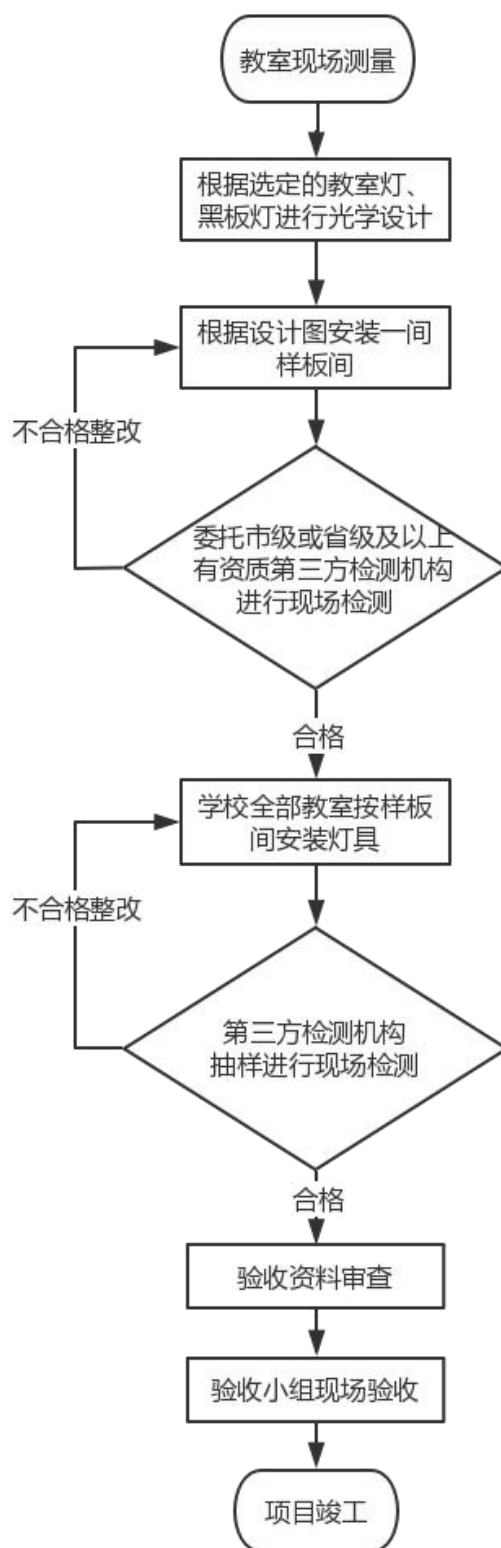 教室现场测量
根据选定的教室灯、
黑板灯进行光学设计
根据设计图安装一间
样板间
不合格整改
委托市级或省级及以上
有资质第三方检测机构
进行现场检测
合格
学校全部教室按样板
间安装灯具
不合格整改
第三方检测机构
抽样进行现场检测
合格
验收资料审查
验收小组现场验收
项目竣工